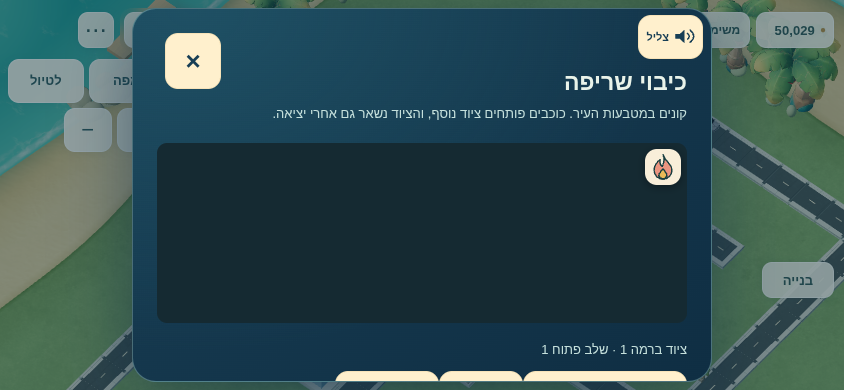 50,029
משימ
צליל
לטיול
מפה
כיבוי שריפה
קונים במטבעות העיר. כוכבים פותחים ציוד נוסף, והציוד נשאר גם אחרי יציאה.
בנייה
ציוד ברמה 1 · שלב פתוח 1